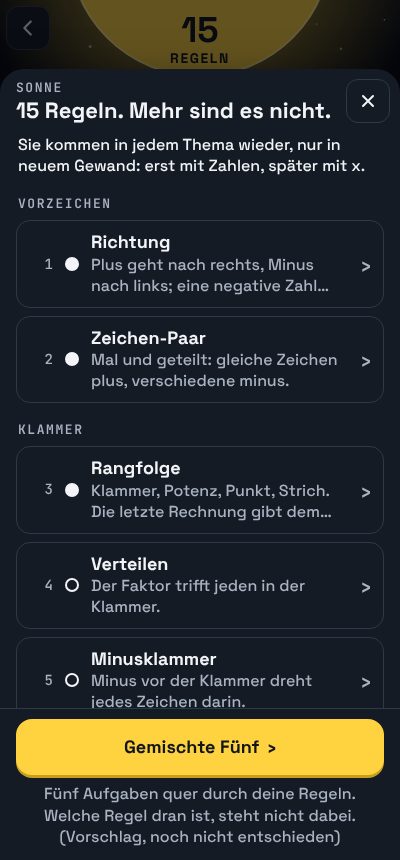 15
REGELN
SONNE
15 Regeln. Mehr sind es nicht.
Sie kommen in jedem Thema wieder, nur in
neuem Gewand: erst mit Zahlen, später mit x.
VORZEICHEN
Richtung
1 Plus geht nach rechts, Minus
nach links; eine negative Zahl…
Zeichen-Paar
2 Mal und geteilt: gleiche Zeichen
plus, verschiedene minus.
KLAMMER
Rangfolge
3 Klammer, Potenz, Punkt, Strich.
Die letzte Rechnung gibt dem…
Verteilen
4 Der Faktor trifft jeden in der
Klammer.
Minusklammer
5 Minus vor der Klammer dreht
jedes Zeichen darin.
Gemischte Fünf >
Fünf Aufgaben quer durch deine Regeln.
Welche Regel dran ist, steht nicht dabei.
(Vorschlag, noch nicht entschieden)